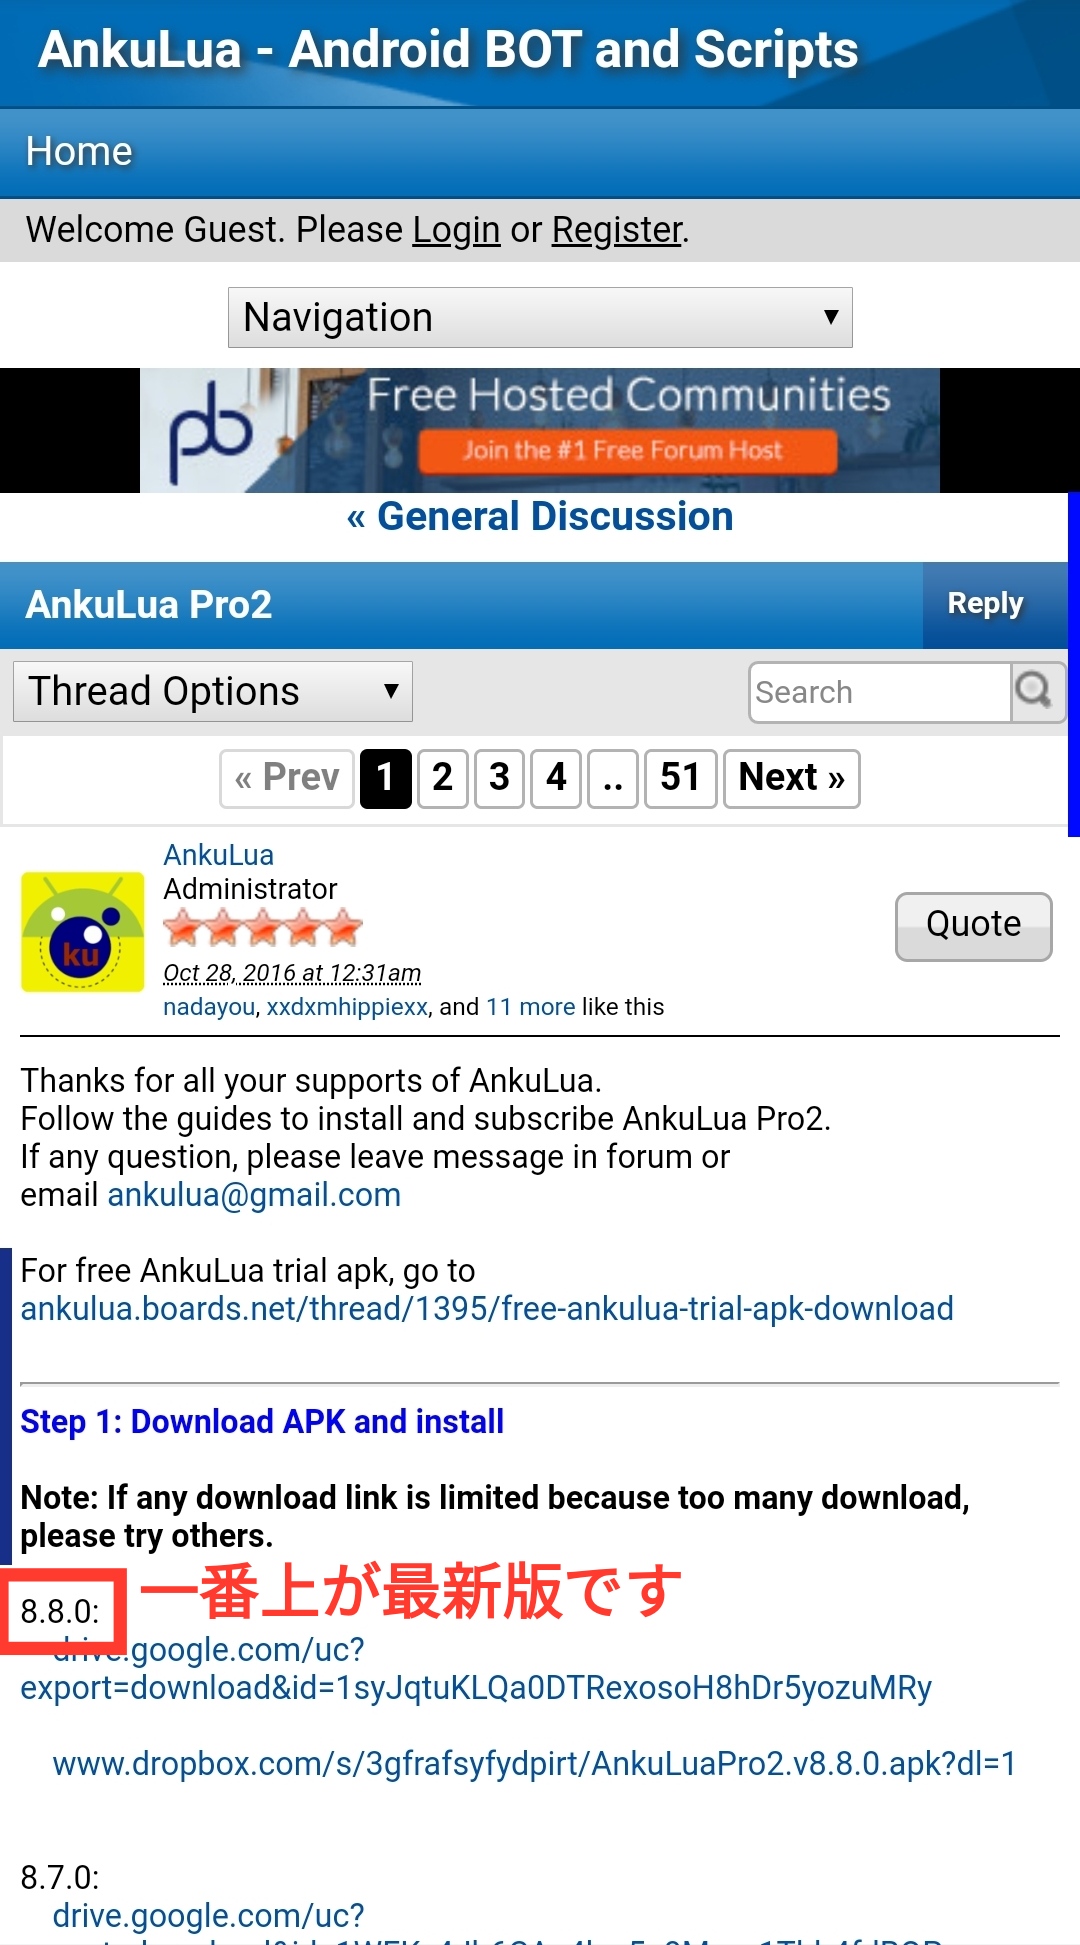 AnkuLua - Android BOT and Scripts
Home
Welcome Guest. Please Login or Register.
Navigation ▼
pb
Free Hosted Communities
Join the #1 Free Forum Host
« General Discussion
AnkuLua Pro2
Reply
Thread Options ▼
Search
« Prev 1 2 3 4 .. 51 Next »
AnkuLua
Administrator
ku
Quote
Oct 28, 2016 at 12:31am
nadayou, xxdxmhippiexx, and 11 more like this
Thanks for all your supports of AnkuLua.
Follow the guides to install and subscribe AnkuLua Pro2.
If any question, please leave message in forum or
email ankulua@gmail.com
For free AnkuLua trial apk, go to
ankulua.boards.net/thread/1395/free-ankulua-trial-apk-download
Step 1: Download APK and install
Note: If any download link is limited because too many download,
please try others.
一番上が最新版です
8.8.0:
drive.google.com/uc?
export=download&id=1syJqtuKLQa0DTRexosoH8hDr5yozuMRy
www.dropbox.com/s/3gfrafsyfydpirt/AnkuLuaPro2.v8.8.0.apk?dl=1
8.7.0:
drive.google.com/uc?